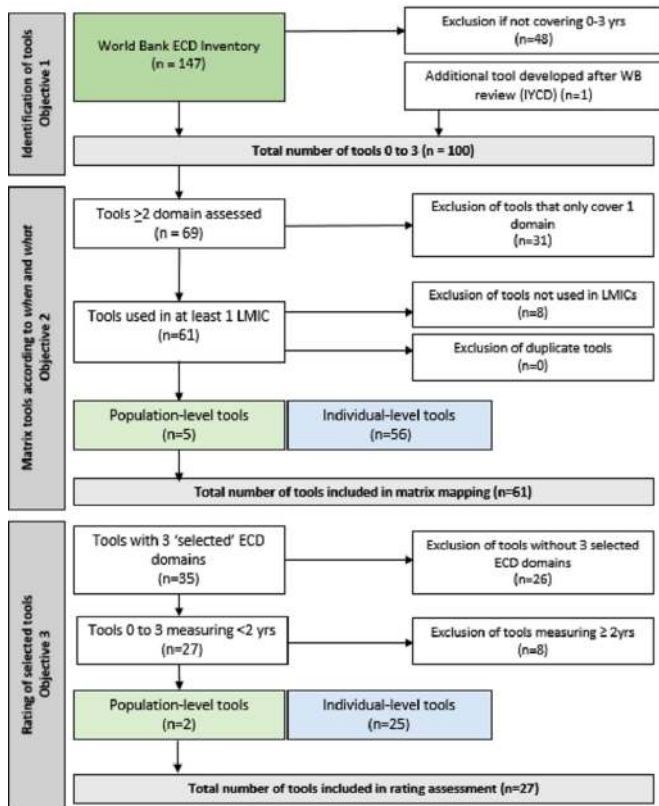 Identification of tools
Objective 1
World Bank ECD Inventory
(n = 147)
Exclusion if not covering 0-3 yrs
(n=48)
Additional tool developed after WB
review (IYCD) (n=1)
Total number of tools 0 to 3 (n = 100)
Matrix tools according to when and what
Objective 2
Tools ≥2 domain assessed
(n = 69)
Exclusion of tools that only cover 1
domain
(n=31)
Tools used in at least 1 LMIC
(n=61)
Exclusion of tools not used in LMICs
(n=8)
Exclusion of duplicate tools
(n=0)
Population-level tools
(n=5)
Individual-level tools
(n=56)
Total number of tools included in matrix mapping (n=61)
Rating of selected tools
Objective 3
Tools with 3 ‘selected’ ECD
domains
(n=35)
Exclusion of tools without 3 selected
ECD domains
(n=26)
Tools 0 to 3 measuring <2 yrs
(n=27)
Exclusion of tools measuring ≥ 2yrs
(n=8)
Population-level tools
(n=2)
Individual-level tools
(n=25)
Total number of tools included in rating assessment (n=27)